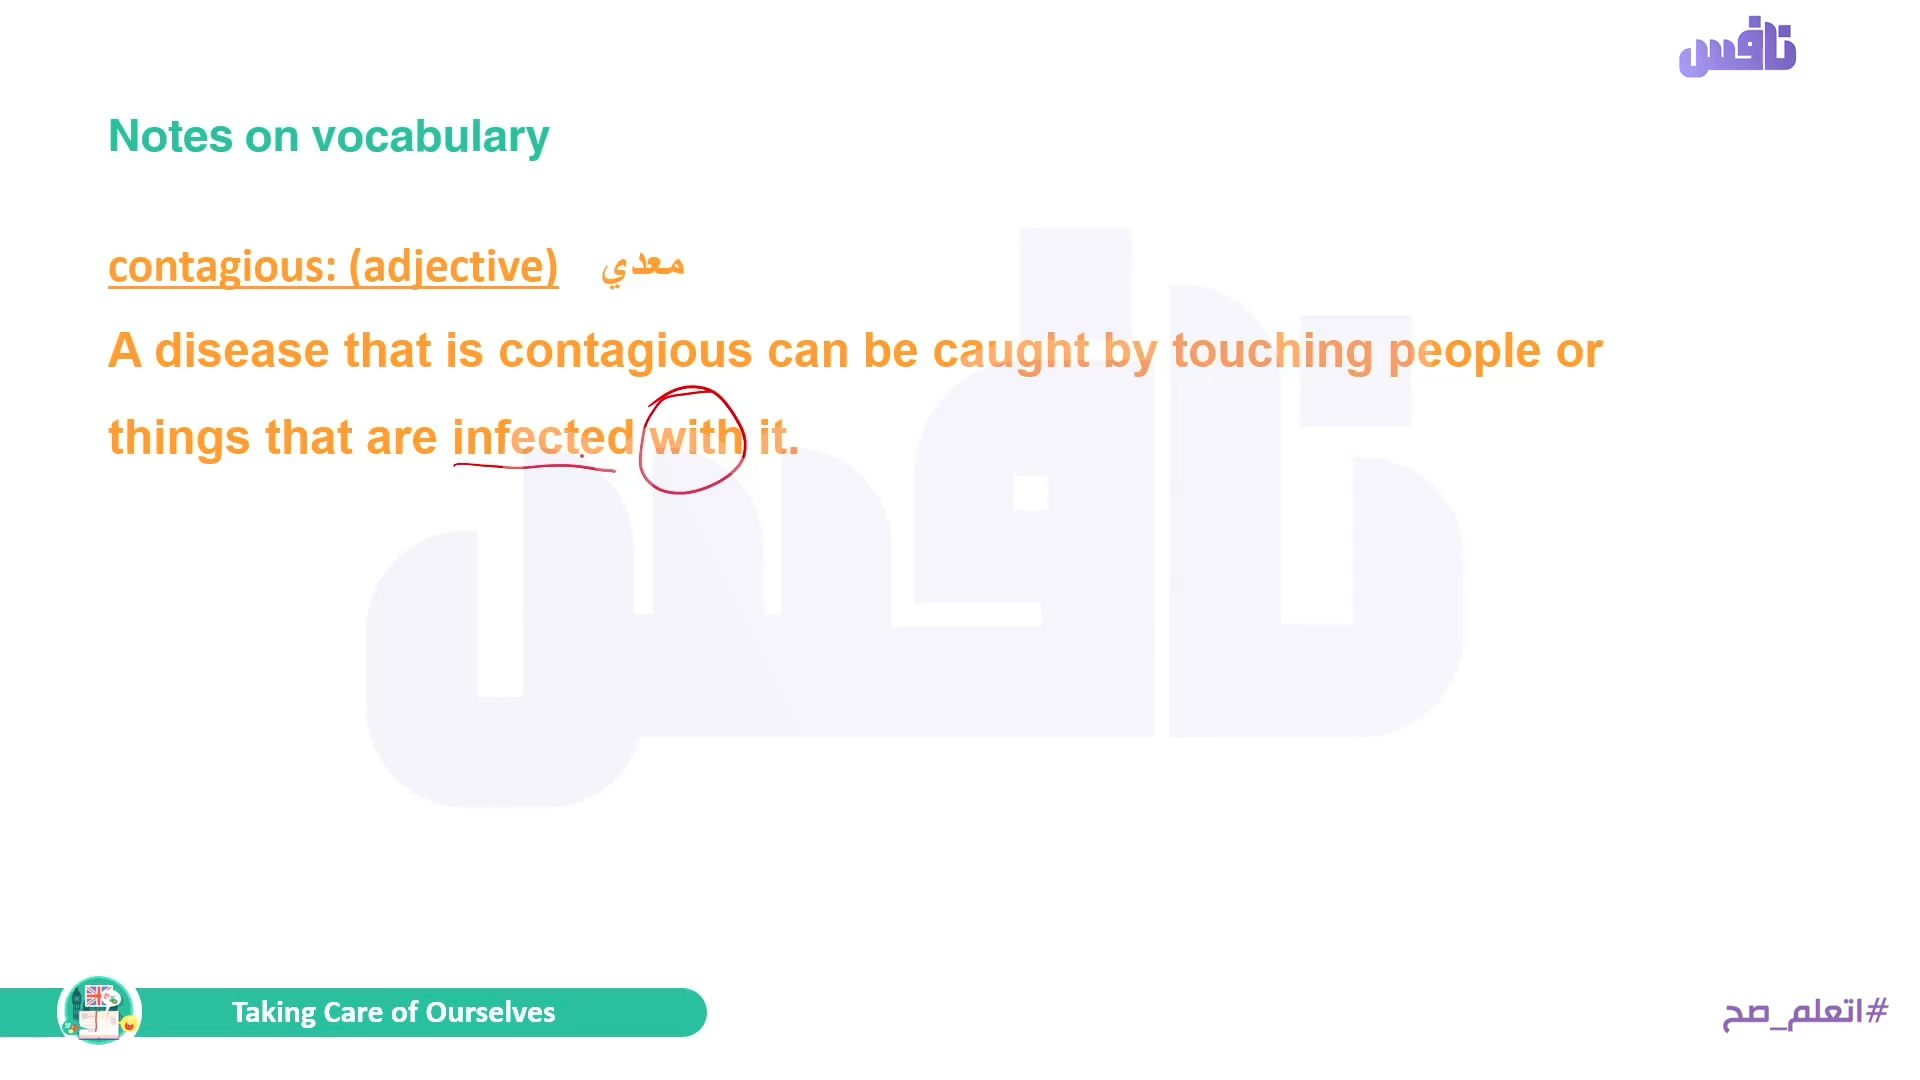 نافس
Notes on vocabulary
contagious: (adjective) معدي
A disease that is contagious can be caught by touching people or
things that are infected with it.
نافس
Taking Care of Ourselves
#اتعلم_صح